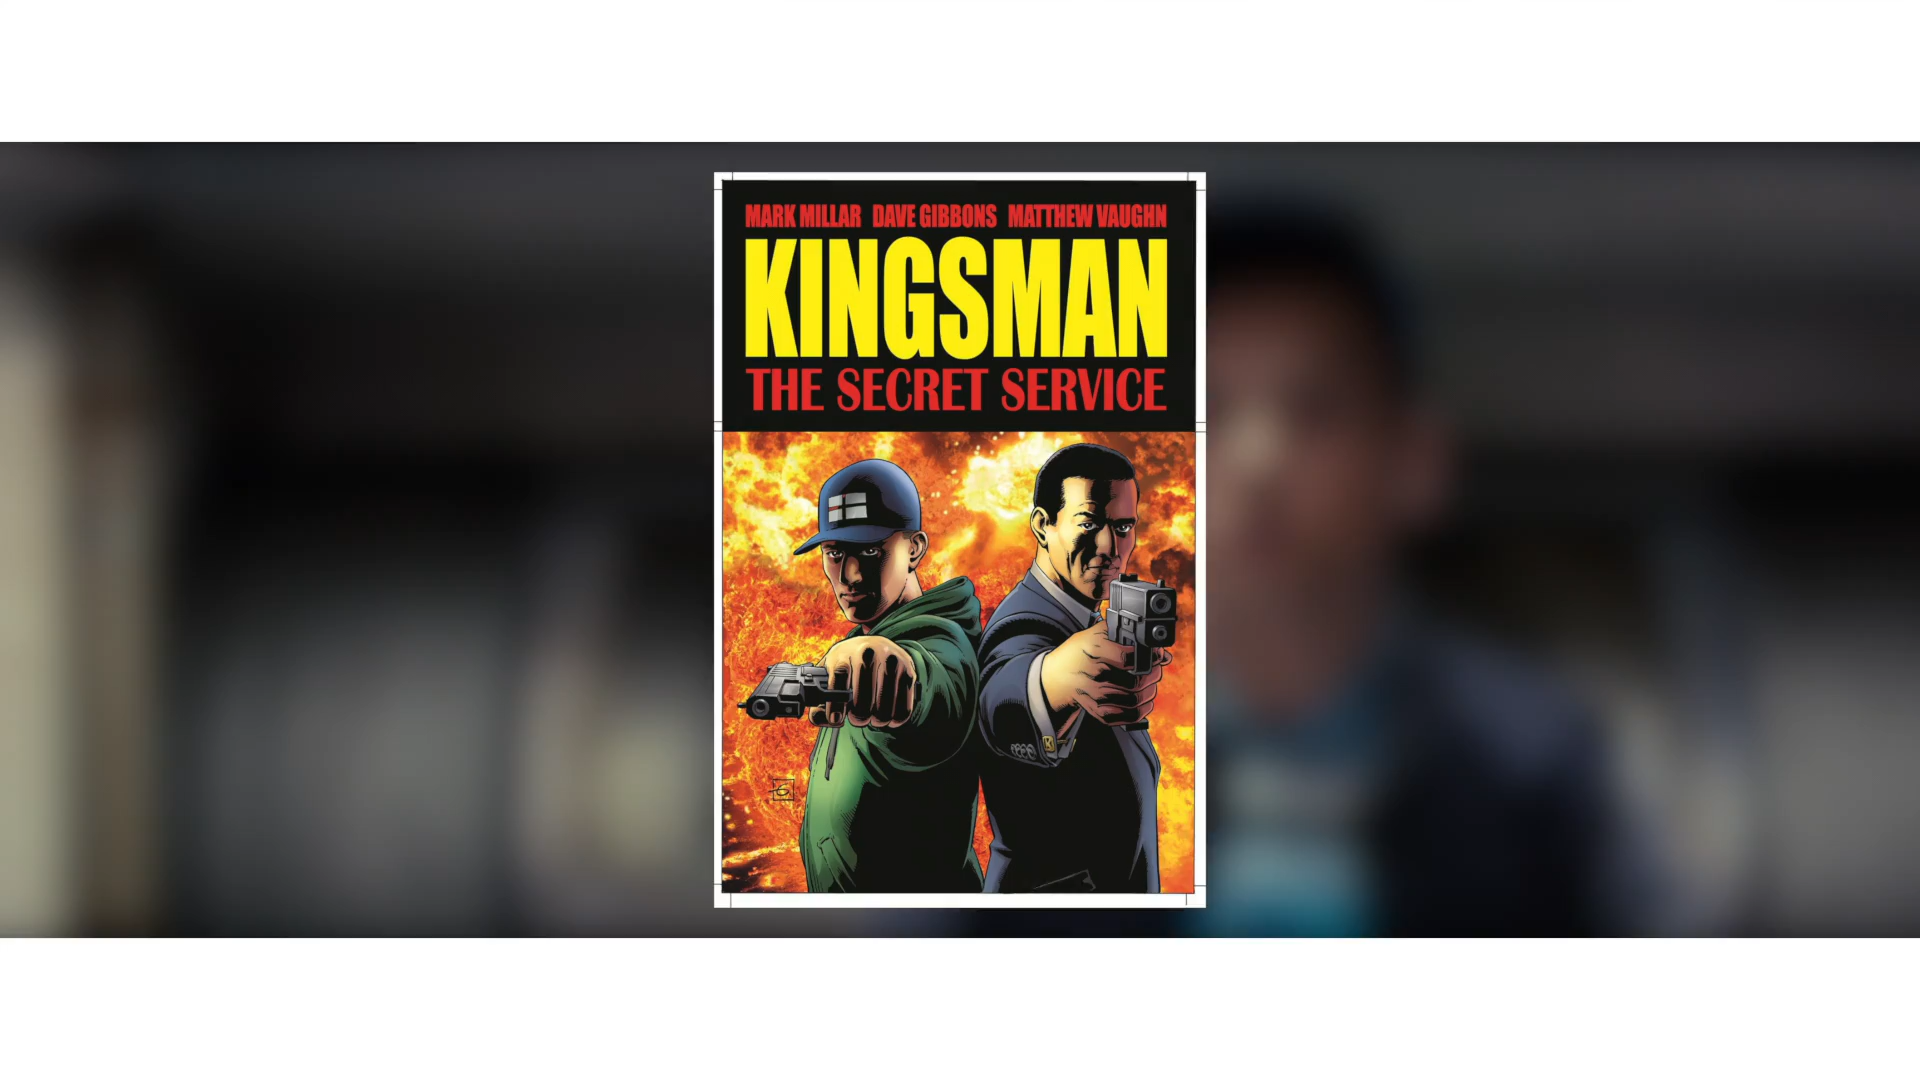 MARK MILLAR DAVE GIBBONS MATTHEW VAUGHN
KINGSMAN
THE SECRET SERVICE